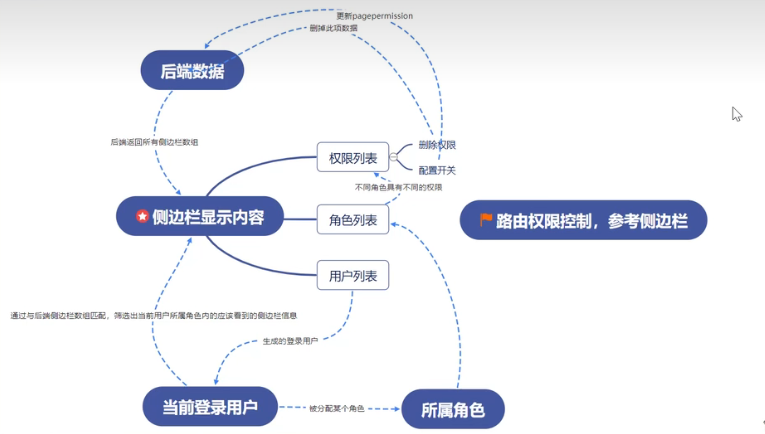 更新pagepermission
删掉此项数据
后端数据
后端返回所有侧边栏数组
权限列表
删除权限
配置开关
不同角色具有不同的权限
侧边栏显示内容
角色列表
路由权限控制，参考侧边栏
用户列表
通过与后端侧边栏数组匹配，筛选出当前用户所属角色内的应该看到的侧边栏信息
生成的登录用户
当前登录用户
被分配某个角色
所属角色